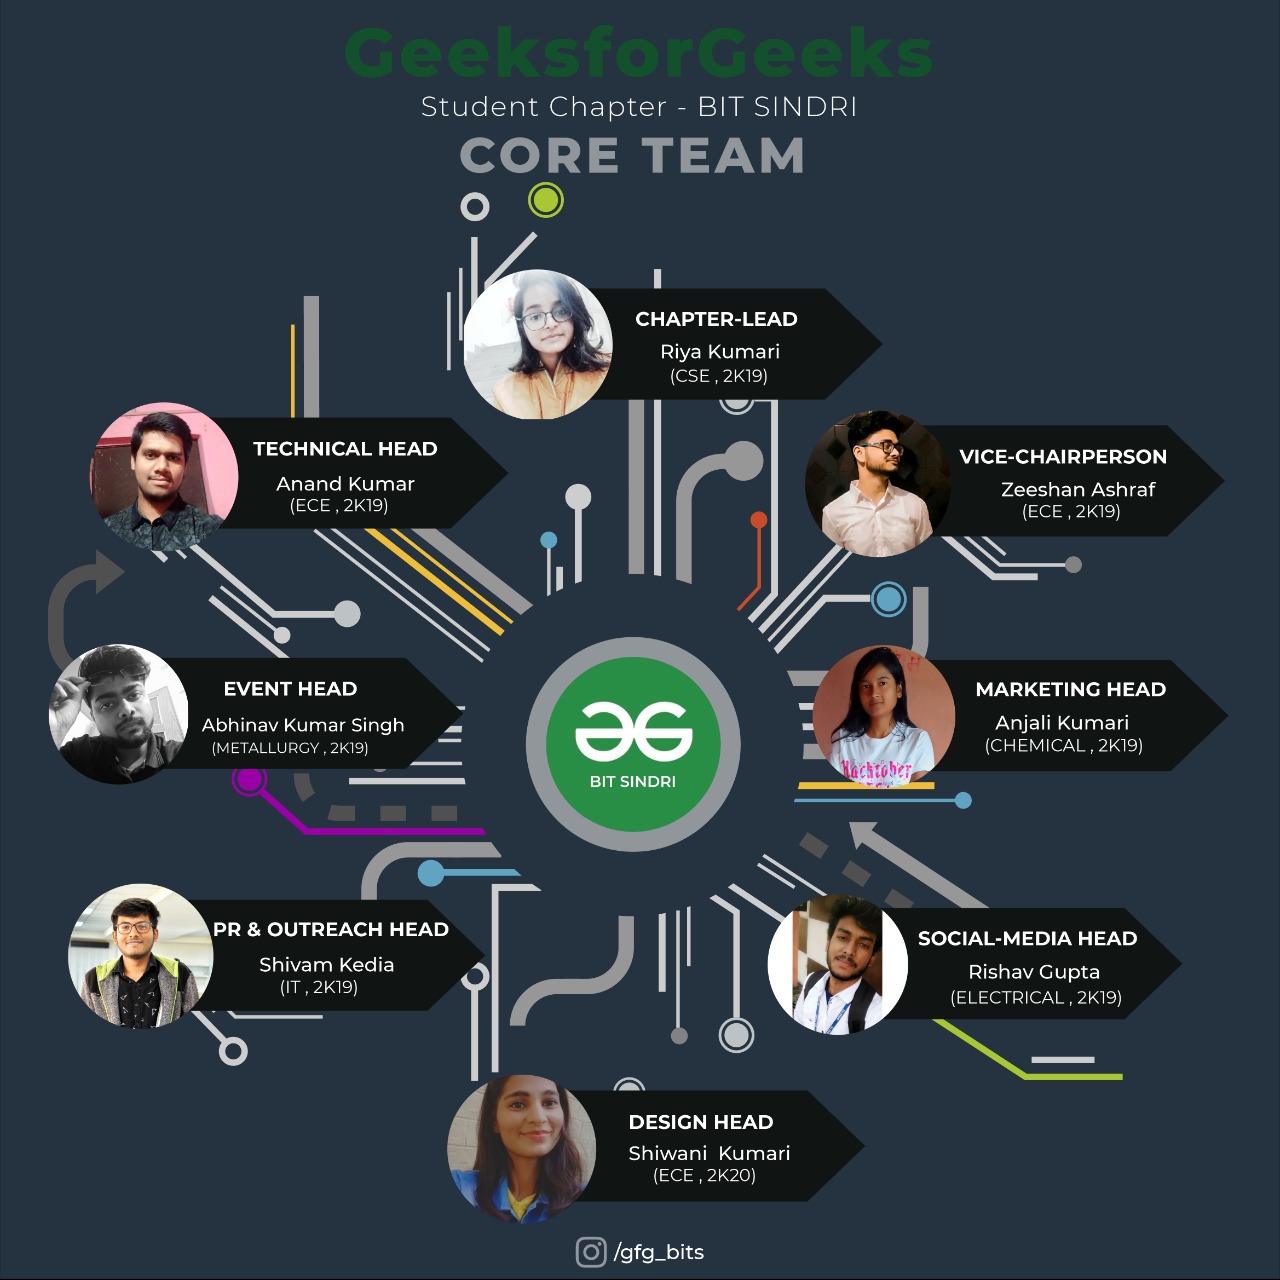 GeeksforGeeks
Student Chapter - BIT SINDRI
CORE TEAM
CHAPTER-LEAD
Riya Kumari
(CSE , 2K19)
TECHNICAL HEAD
Anand Kumar
(ECE , 2K19)
VICE-CHAIRPERSON
Zeeshan Ashraf
(ECE , 2K19)
EVENT HEAD
Abhinav Kumar Singh
(METALLURGY , 2K19)
BIT SINDRI
MARKETING HEAD
Anjali Kumari
(CHEMICAL , 2K19)
Hacktober
PR & OUTREACH HEAD
Shivam Kedia
(IT , 2K19)
SOCIAL-MEDIA HEAD
Rishav Gupta
(ELECTRICAL , 2K19)
DESIGN HEAD
Shiwani Kumari
(ECE , 2K20)
/gfg_bits